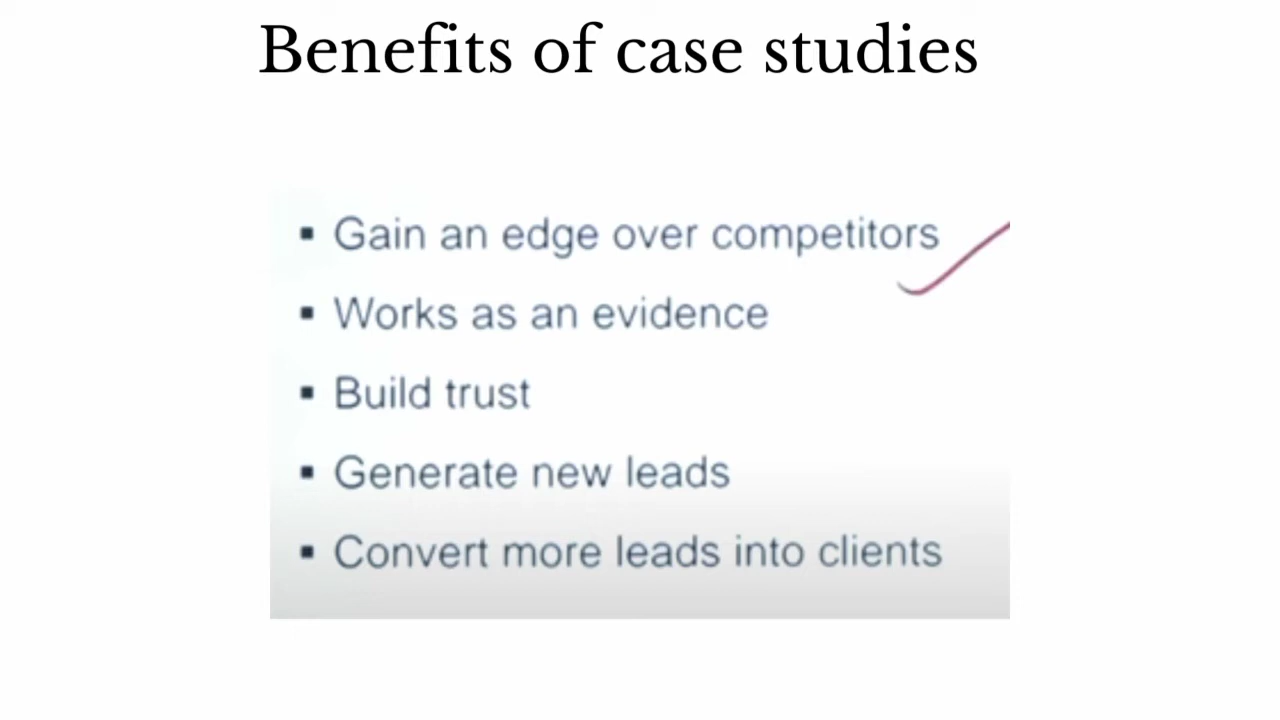 Benefits of case studies
▪ Gain an edge over competitors
▪ Works as an evidence
▪ Build trust
▪ Generate new leads
▪ Convert more leads into clients